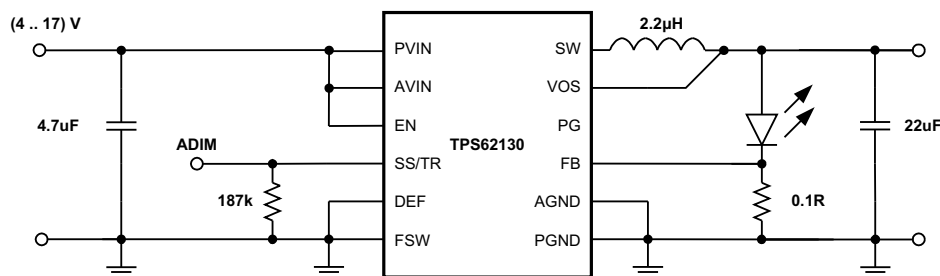 (4 .. 17) V
2.2µH
PVIN
SW
AVIN
VOS
4.7uF
EN
PG
22uF
ADIM
TPS62130
SS/TR
FB
187k
DEF
AGND
0.1R
FSW
PGND